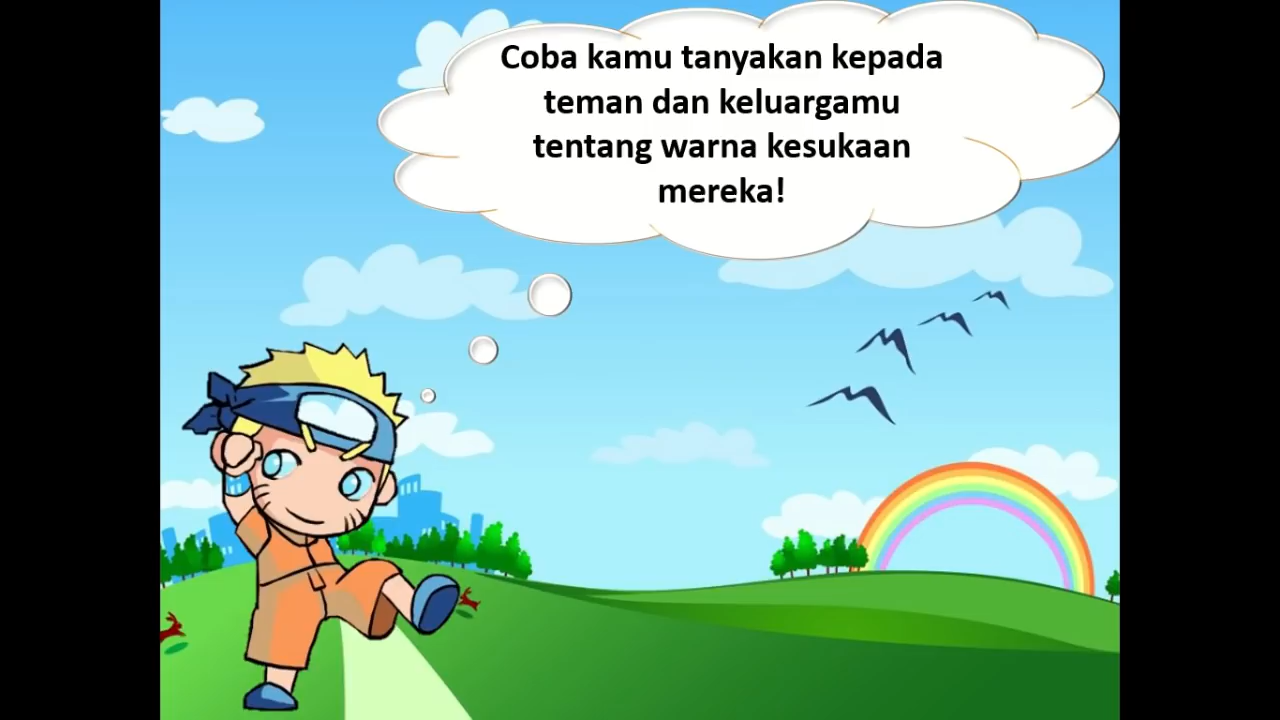 Coba kamu tanyakan kepada
teman dan keluargamu
tentang warna kesukaan
mereka!